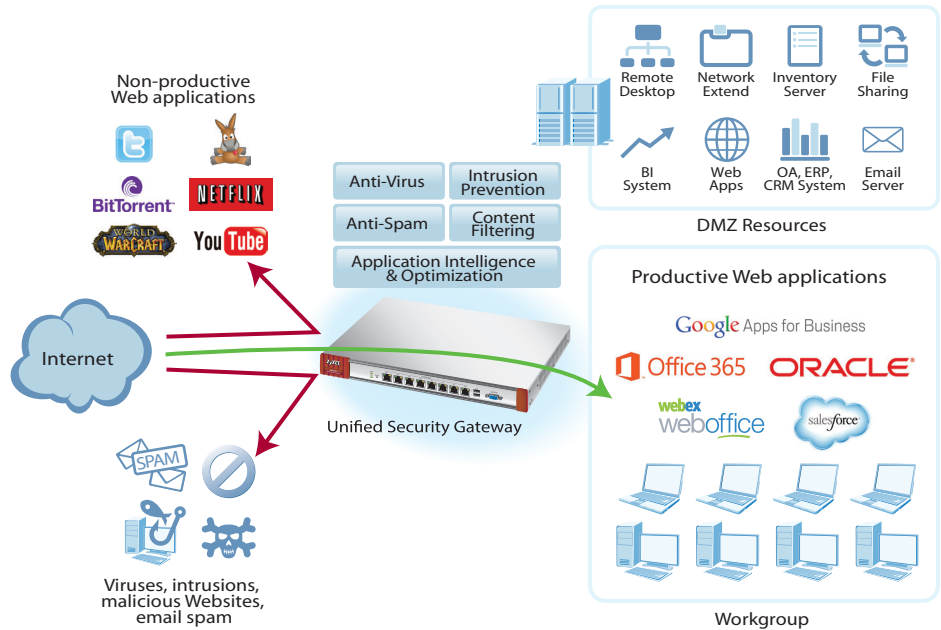 Non-productive
Web applications
BitTorrent
NETFLIX
WORLD
WARCRAFT
YouTube
Internet
SPAM
Viruses, intrusions,
malicious Websites,
email spam
Anti-Virus
Intrusion
Prevention
Anti-Spam
Content
Filtering
Application Intelligence
& Optimization
ZyXEL
Unified Security Gateway
Remote
Desktop
Network
Extend
Inventory
Server
File
Sharing
BI
System
Web
Apps
OA, ERP,
CRM System
Email
Server
DMZ Resources
Productive Web applications
Google Apps for Business
Office 365
ORACLE®
webex
weboffice
salesforce
Workgroup